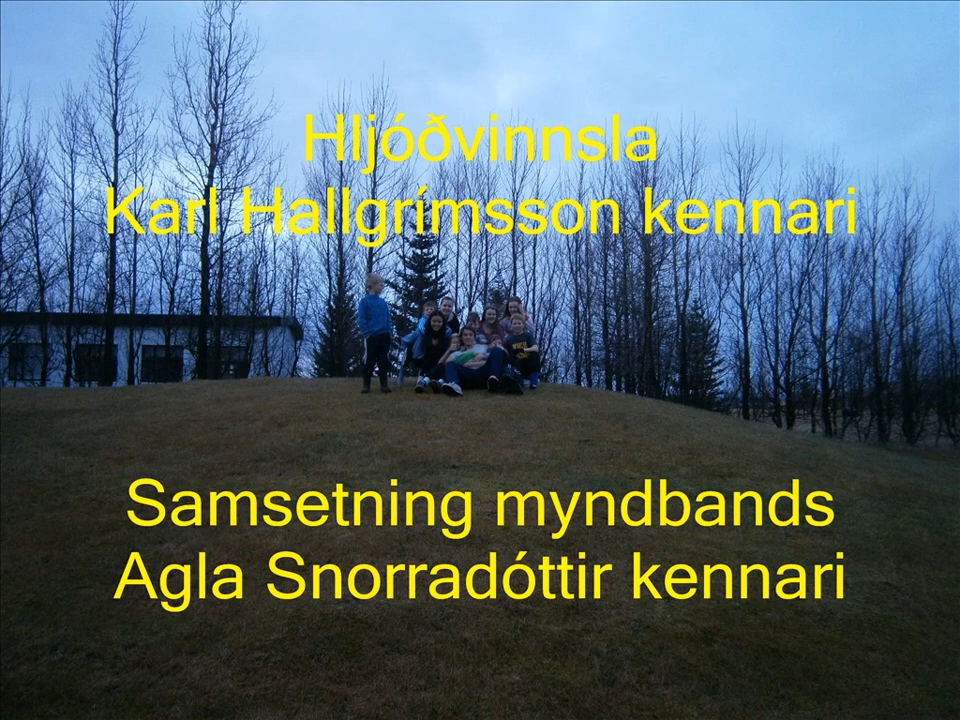 Hljóðvinnsla
Karl Hallgrímsson kennari
Samsetning myndbands
Agla Snorradóttir kennari